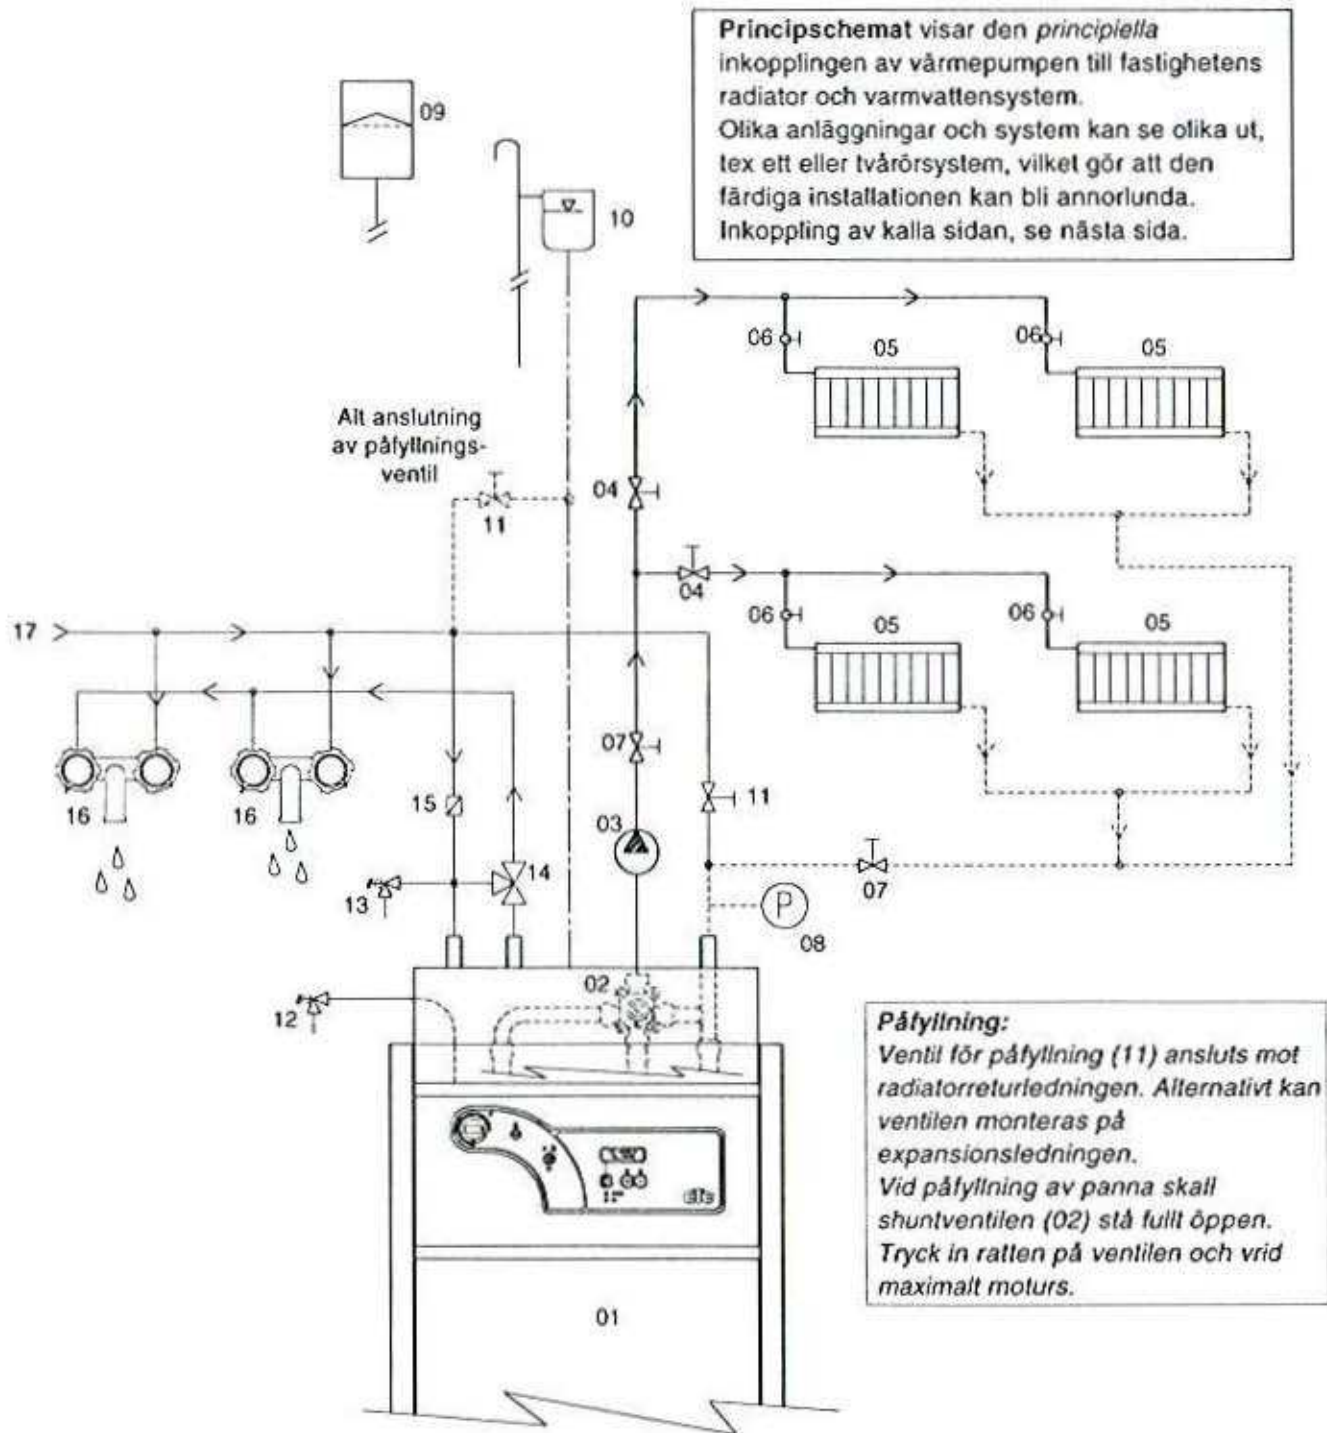 Principschemat visar den principiella
inkopplingen av värmepumpen till fastighetens
radiator och varmvattensystem.
Olika anläggningar och system kan se olika ut,
tex ett eller tvårörsystem, vilket gör att den
färdiga installationen kan bli annorlunda.
Inkoppling av kalla sidan, se nästa sida.
09
10
06
05
06
05
Alt anslutning
av påfyllnings-
ventil
11
04
04
06
05
06
05
17
07
16
16
15
11
03
14
13
07
P
08
02
12
Påfyllning:
Ventil för påfyllning (11) ansluts mot
radiatorreturledningen. Alternativt kan
ventilen monteras på
expansionsledningen.
Vid påfyllning av panna skall
shuntventilen (02) stå fullt öppen.
Tryck in ratten på ventilen och vrid
maximalt moturs.
CTC
01